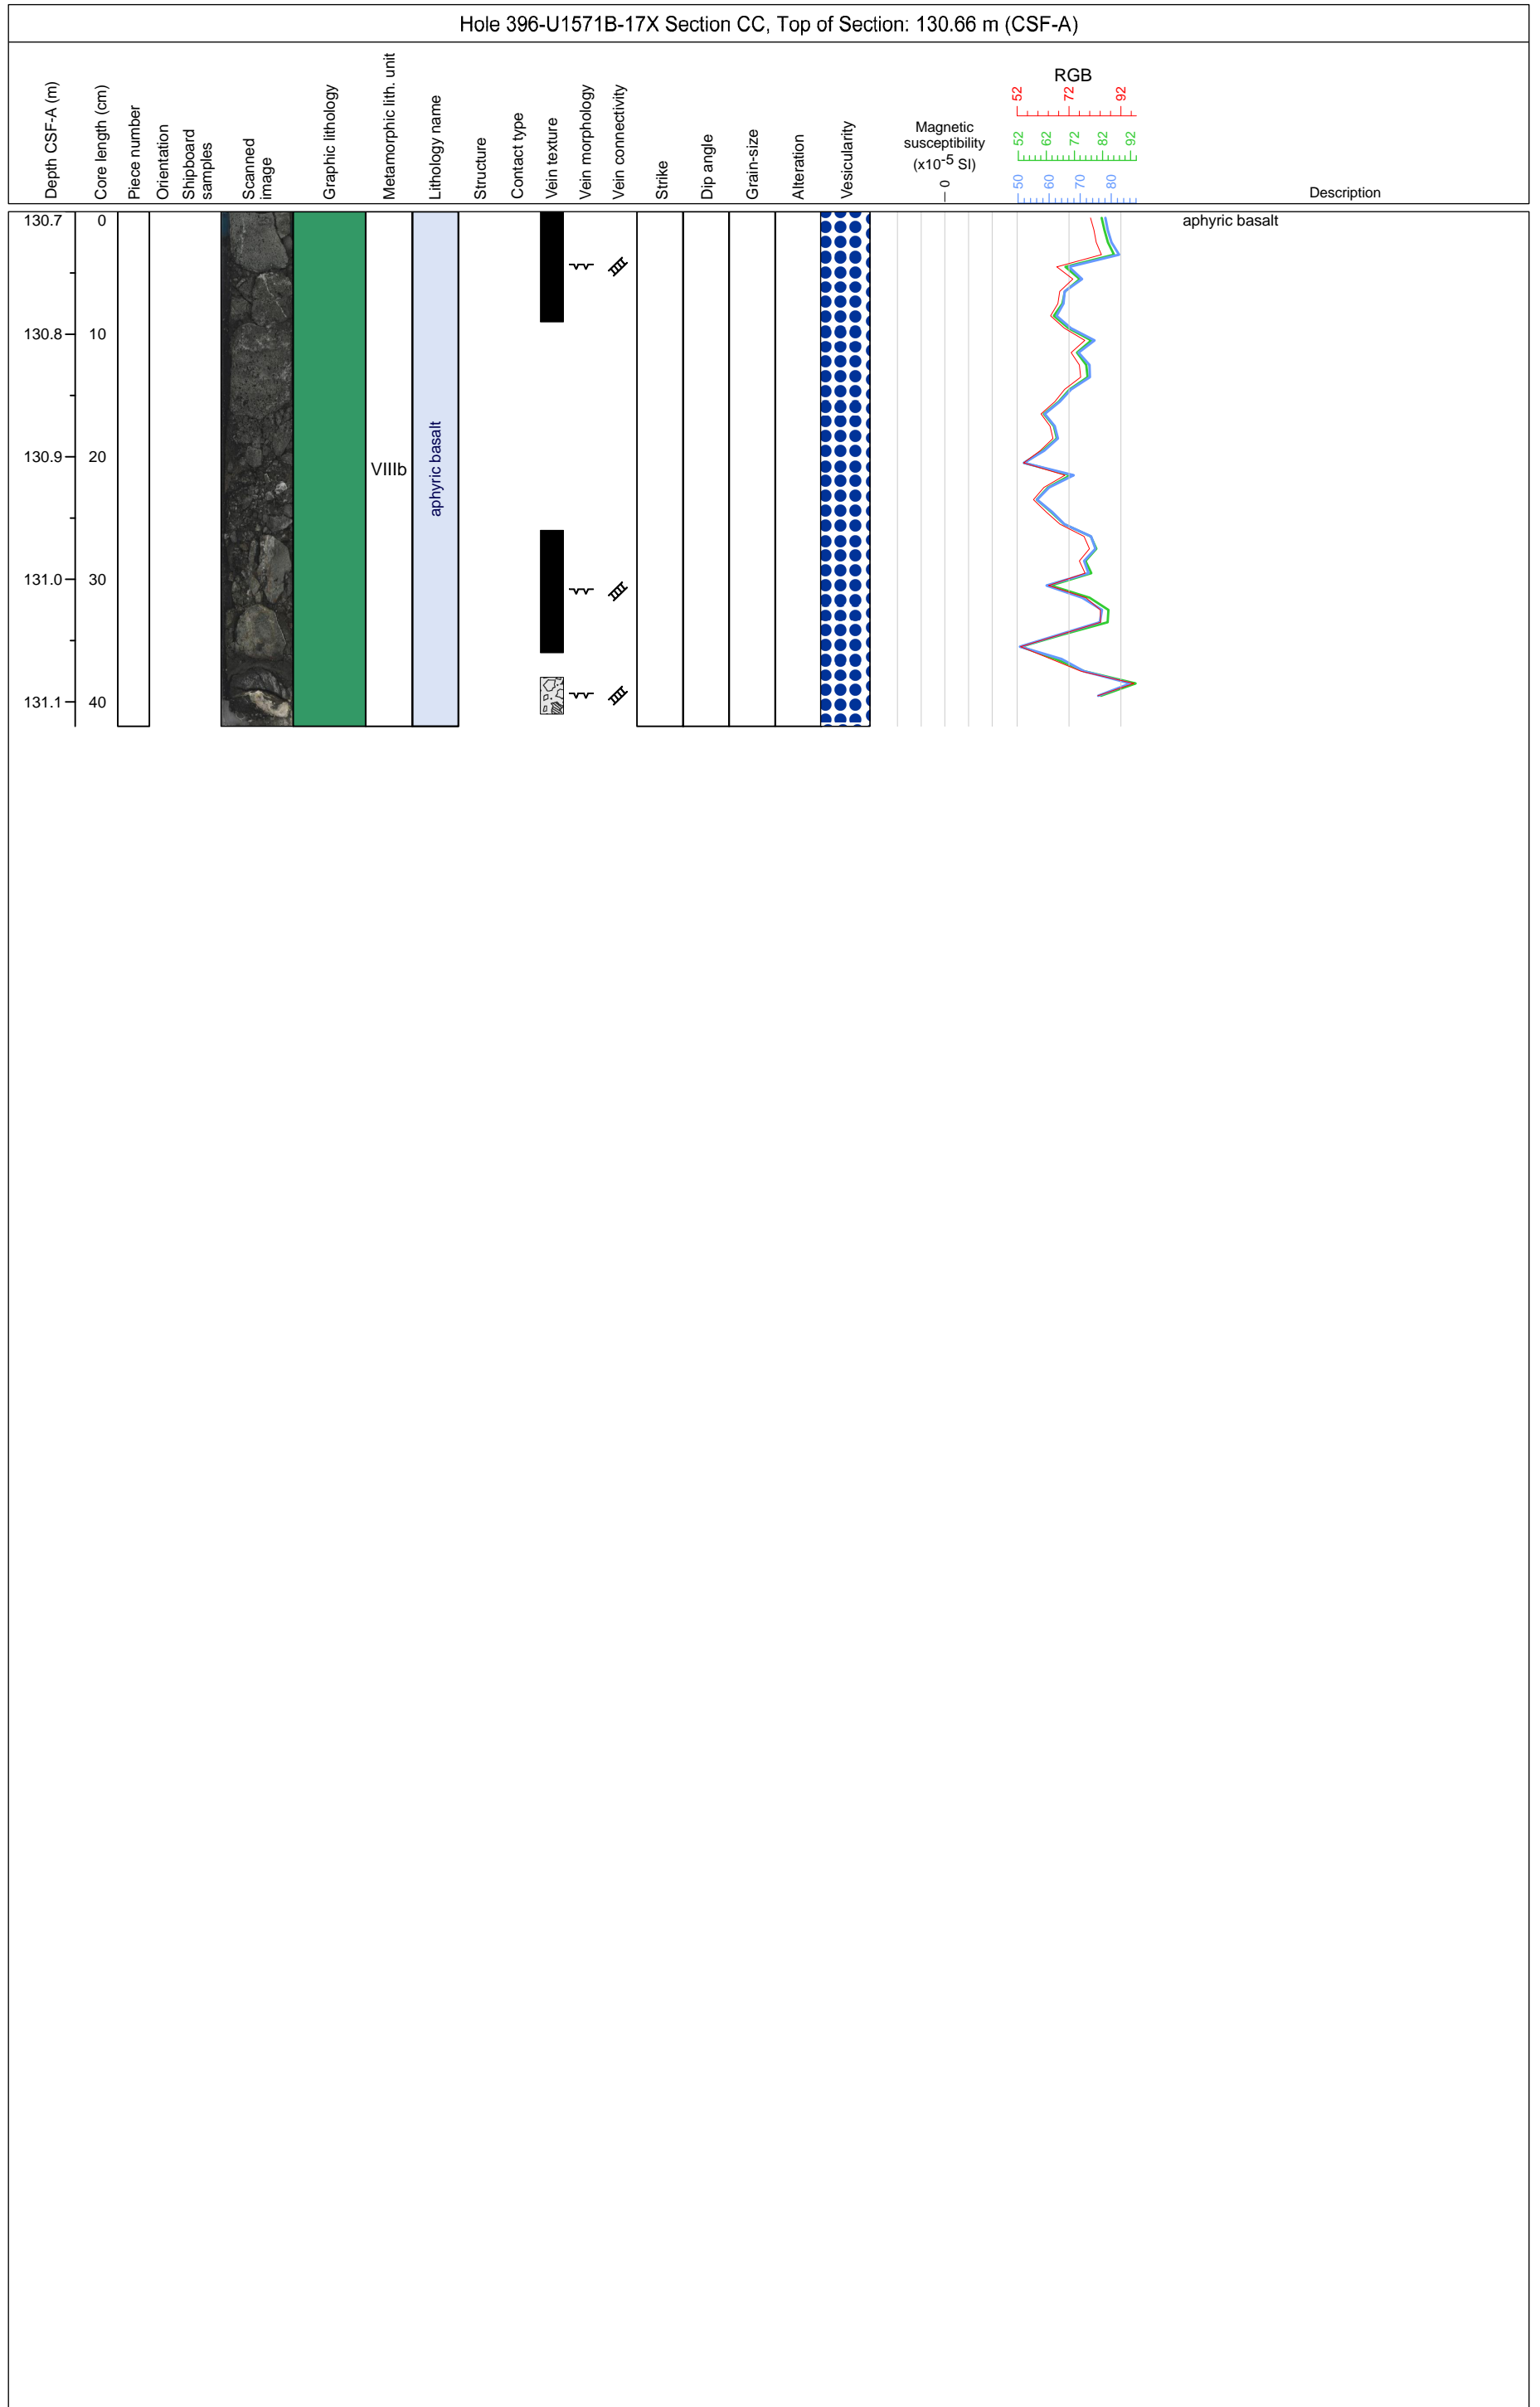 Hole 396-U1571B-17X Section CC, Top of Section: 130.66 m (CSF-A)
Depth CSF-A (m)
Core length (cm)
Piece number
Orientation
Shipboard
samples
Scanned
image
Graphic lithology
Metamorphic lith. unit
Lithology name
Structure
Contact type
Vein texture
Vein morphology
Vein connectivity
Strike
Dip angle
Grain-size
Alteration
Vesicularity
Magnetic
susceptibility
(x10-5 SI)
0
RGB
52 72 92
52 62 72 82 92
50 60 70 80
Description
130.7 0
aphyric basalt
130.8 10
130.9 20
VIIIb
aphyric basalt
131.0 30
131.1 40